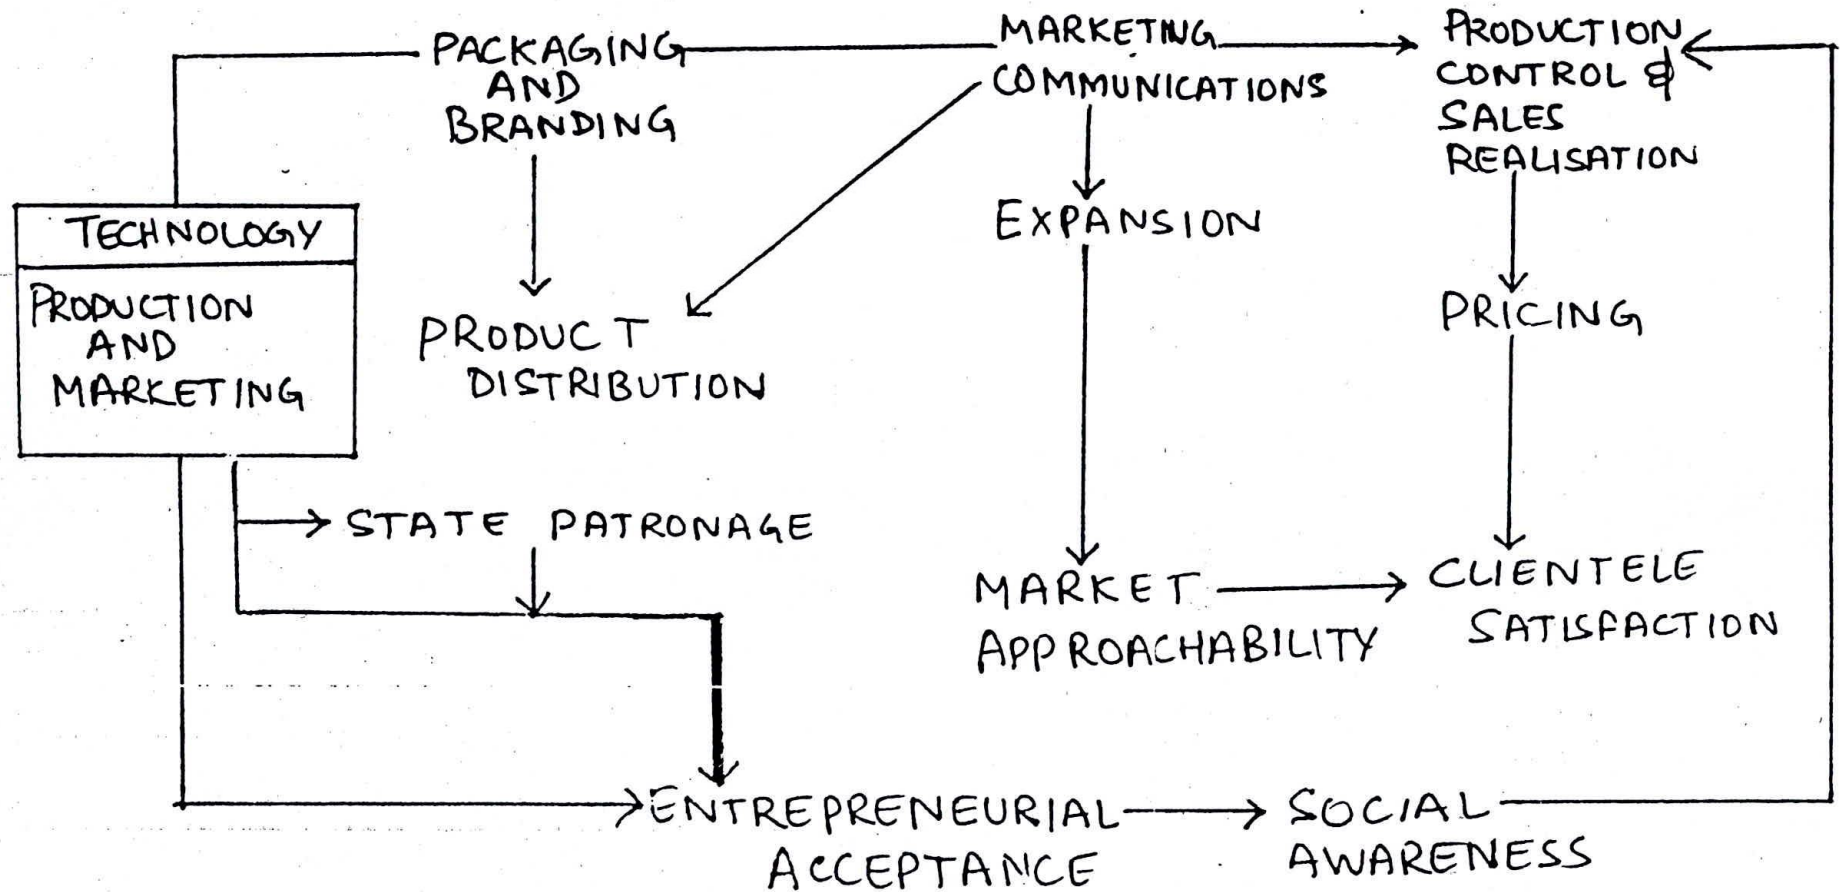 PACKAGING
AND
BRANDING
MARKETING
COMMUNICATIONS
PRODUCTION
CONTROL &
SALES
REALISATION
TECHNOLOGY
PRODUCTION
AND
MARKETING
PRODUCT
DISTRIBUTION
EXPANSION
PRICING
STATE PATRONAGE
MARKET
APPROACHABILITY
CLIENTELE
SATISFACTION
ENTREPRENEURIAL
ACCEPTANCE
SOCIAL
AWARENESS